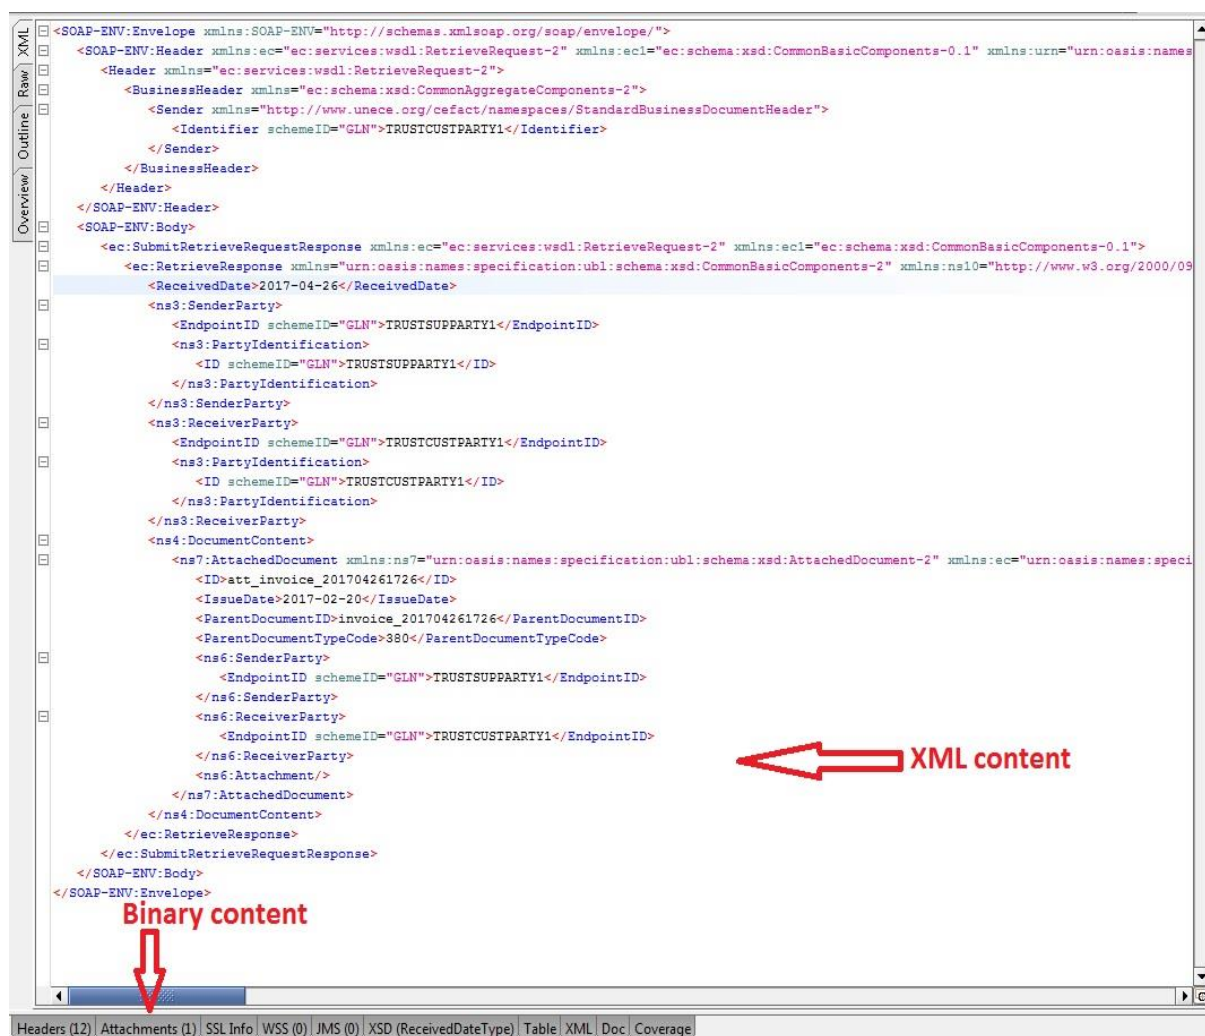 XML
Raw
Outline
Overview
<SOAP-ENV:Envelope xmlns:SOAP-ENV="http://schemas.xmlsoap.org/soap/envelope/">
<SOAP-ENV:Header xmlns:ec="ec:services:wsdl:RetrieveRequest-2" xmlns:ec1="ec:schema:xsd:CommonBasicComponents-0.1" xmlns:urn="urn:oasis:names
<Header xmlns="ec:services:wsdl:RetrieveRequest-2">
<BusinessHeader xmlns="ec:schema:xsd:CommonAggregateComponents-2">
<Sender xmlns="http://www.unece.org/cefact/namespaces/StandardBusinessDocumentHeader">
<Identifier schemeID="GLN">TRUSTCUSTPARTY1</Identifier>
</Sender>
</BusinessHeader>
</Header>
</SOAP-ENV:Header>
<SOAP-ENV:Body>
<ec:SubmitRetrieveRequestResponse xmlns:ec="ec:services:wsdl:RetrieveRequest-2" xmlns:ec1="ec:schema:xsd:CommonBasicComponents-0.1">
<ec:RetrieveResponse xmlns="urn:oasis:names:specification:ubl:schema:xsd:CommonBasicComponents-2" xmlns:ns10="http://www.w3.org/2000/09
<ReceivedDate>2017-04-26</ReceivedDate>
<ns3:SenderParty>
<EndpointID schemeID="GLN">TRUSTSUPPARTY1</EndpointID>
<ns3:PartyIdentification>
<ID schemeID="GLN">TRUSTSUPPARTY1</ID>
</ns3:PartyIdentification>
</ns3:SenderParty>
<ns3:ReceiverParty>
<EndpointID schemeID="GLN">TRUSTCUSTPARTY1</EndpointID>
<ns3:PartyIdentification>
<ID schemeID="GLN">TRUSTCUSTPARTY1</ID>
</ns3:PartyIdentification>
</ns3:ReceiverParty>
<ns4:DocumentContent>
<ns7:AttachedDocument xmlns:ns7="urn:oasis:names:specification:ubl:schema:xsd:AttachedDocument-2" xmlns:ec="urn:oasis:names:speci
<ID>att_invoice_201704261726</ID>
<IssueDate>2017-02-20</IssueDate>
<ParentDocumentID>invoice_201704261726</ParentDocumentID>
<ParentDocumentTypeCode>380</ParentDocumentTypeCode>
<ns6:SenderParty>
<EndpointID schemeID="GLN">TRUSTSUPPARTY1</EndpointID>
</ns6:SenderParty>
<ns6:ReceiverParty>
<EndpointID schemeID="GLN">TRUSTCUSTPARTY1</EndpointID>
</ns6:ReceiverParty>
XML content
<ns6:Attachment/>
</ns7:AttachedDocument>
</ns4:DocumentContent>
</ec:RetrieveResponse>
</ec:SubmitRetrieveRequestResponse>
</SOAP-ENV:Body>
</SOAP-ENV:Envelope>
Binary content
Headers (12) Attachments (1) SSL Info WSS (0) JMS (0) XSD (ReceivedDateType) Table XML Doc Coverage